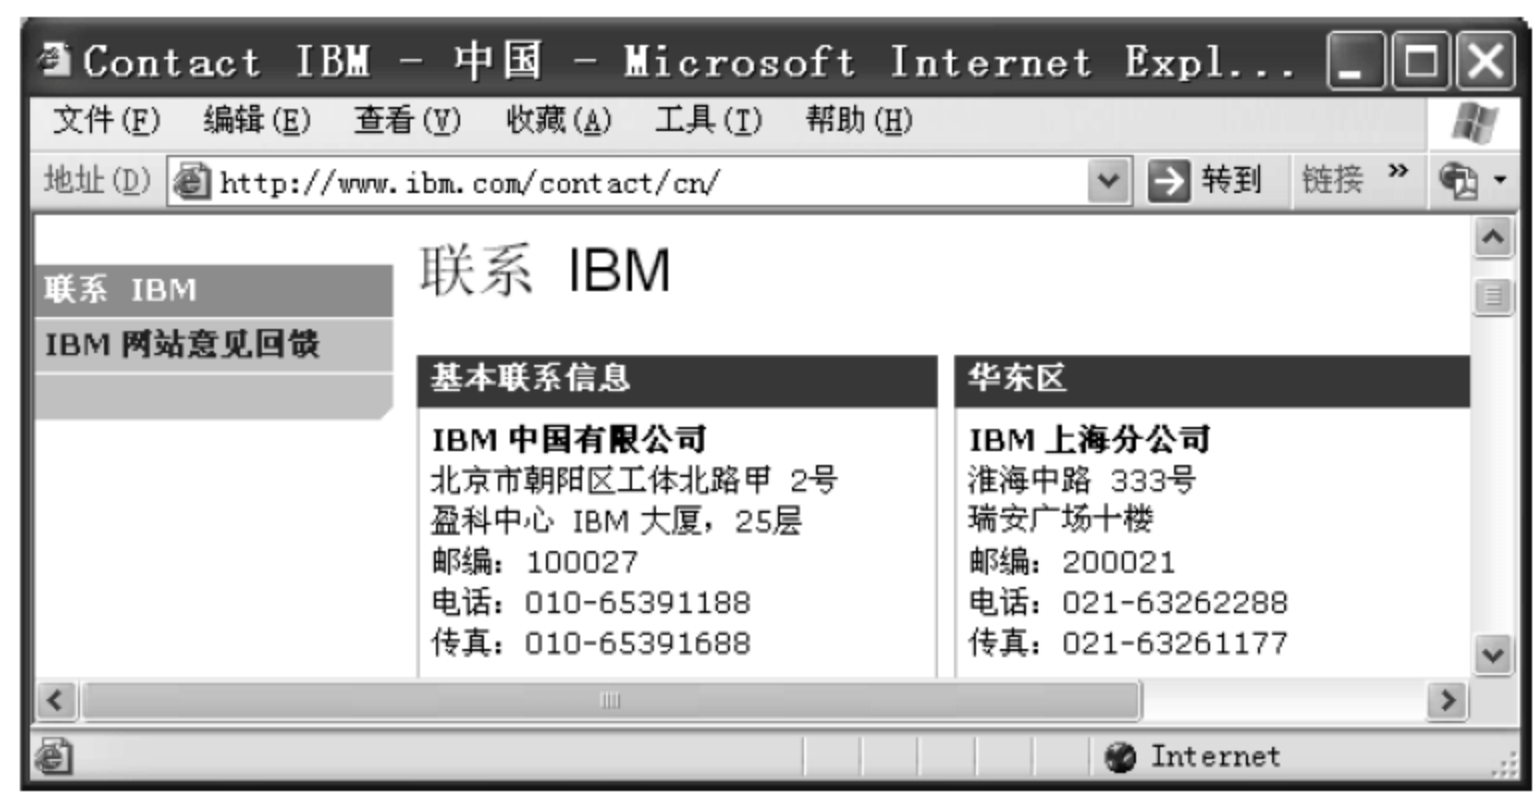 Contact IBM - 中国 - Microsoft Internet Expl...
文件(F) 编辑(E) 查看(V) 收藏(A) 工具(T) 帮助(H)
地址(D) http://www.ibm.com/contact/cn/ 转到 链接 »
联系 IBM
IBM 网站意见回馈
联系 IBM
基本联系信息
IBM 中国有限公司
北京市朝阳区工体北路甲 2号
盈科中心 IBM 大厦，25层
邮编：100027
电话：010-65391188
传真：010-65391688
华东区
IBM 上海分公司
淮海中路 333号
瑞安广场十楼
邮编：200021
电话：021-63262288
传真：021-63261177
Internet